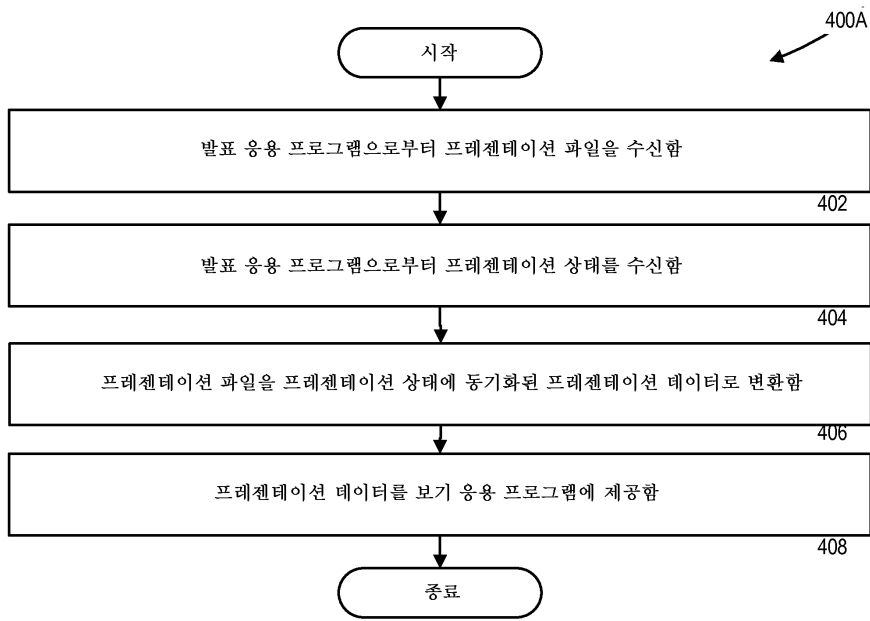 400A
시작
발표 응용 프로그램으로부터 프레젠테이션 파일을 수신함
402
발표 응용 프로그램으로부터 프레젠테이션 상태를 수신함
404
프레젠테이션 파일을 프레젠테이션 상태에 동기화된 프레젠테이션 데이터로 변환함
406
프레젠테이션 데이터를 보기 응용 프로그램에 제공함
408
종료